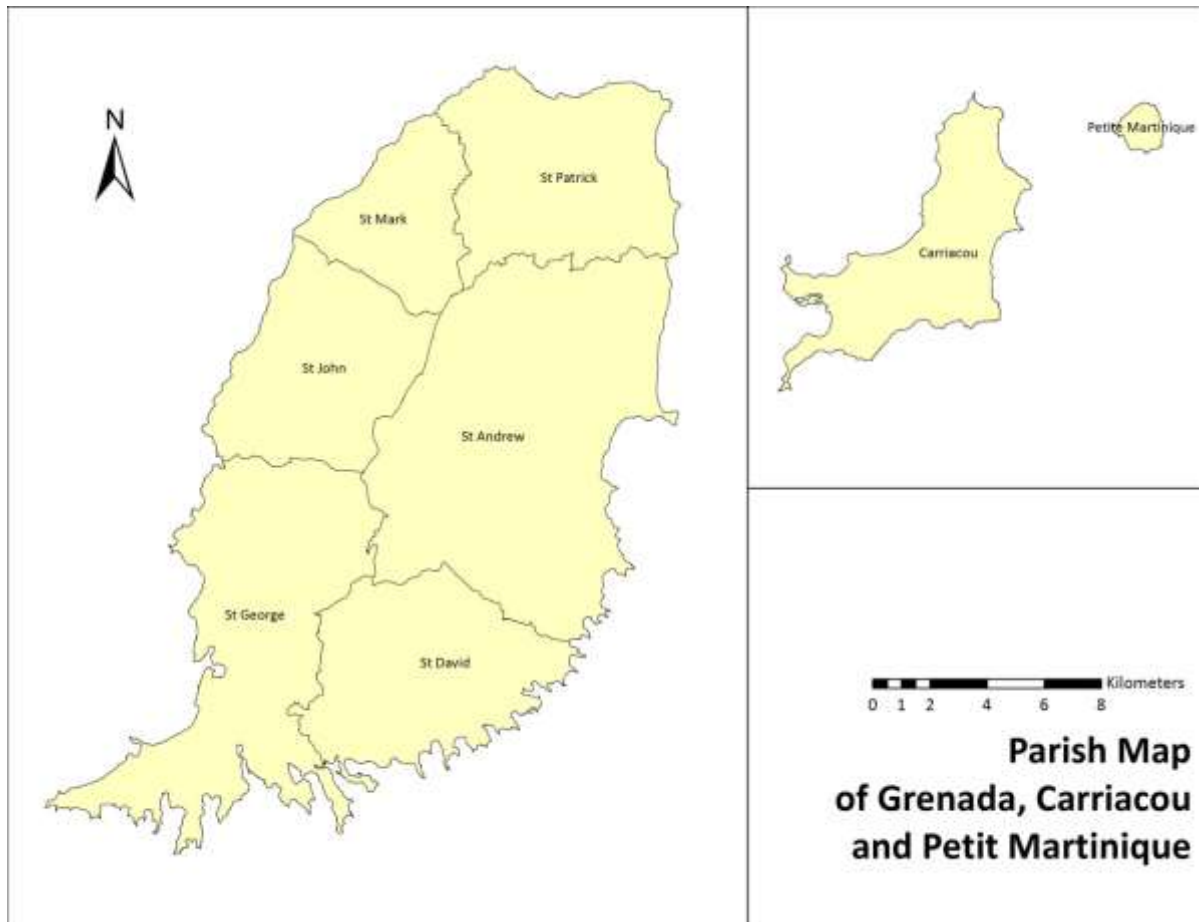 N
St Patrick
St Mark
St John
St Andrew
St George
St David
Petite Martinique
Carriacou
Kilometers
0 1 2 4 6 8
Parish Map
of Grenada, Carriacou
and Petit Martinique